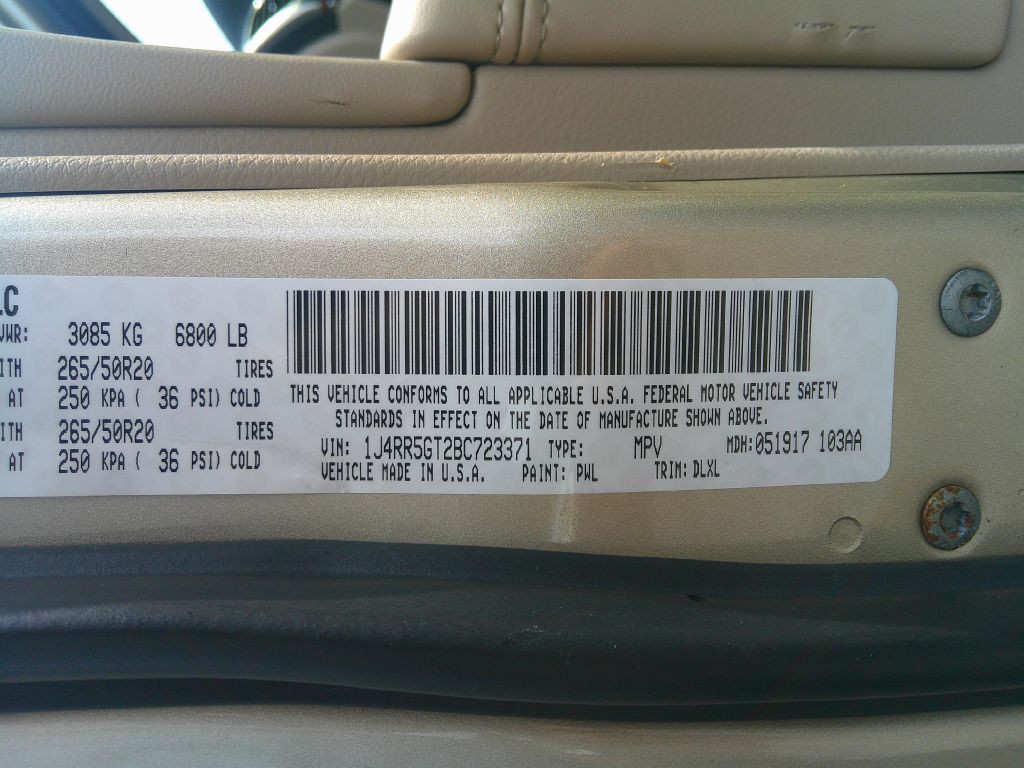 LC
VWR: 3085 KG 6800 LB
ITH 265/50R20 TIRES
AT 250 KPA ( 36 PSI) COLD
ITH 265/50R20 TIRES
AT 250 KPA ( 36 PSI) COLD
THIS VEHICLE CONFORMS TO ALL APPLICABLE U.S.A. FEDERAL MOTOR VEHICLE SAFETY
STANDARDS IN EFFECT ON THE DATE OF MANUFACTURE SHOWN ABOVE.
VIN: 1J4RR5GT2BC723371 TYPE: MPV MDH: 051917 103AA
VEHICLE MADE IN U.S.A. PAINT: PWL TRIM: DLXL